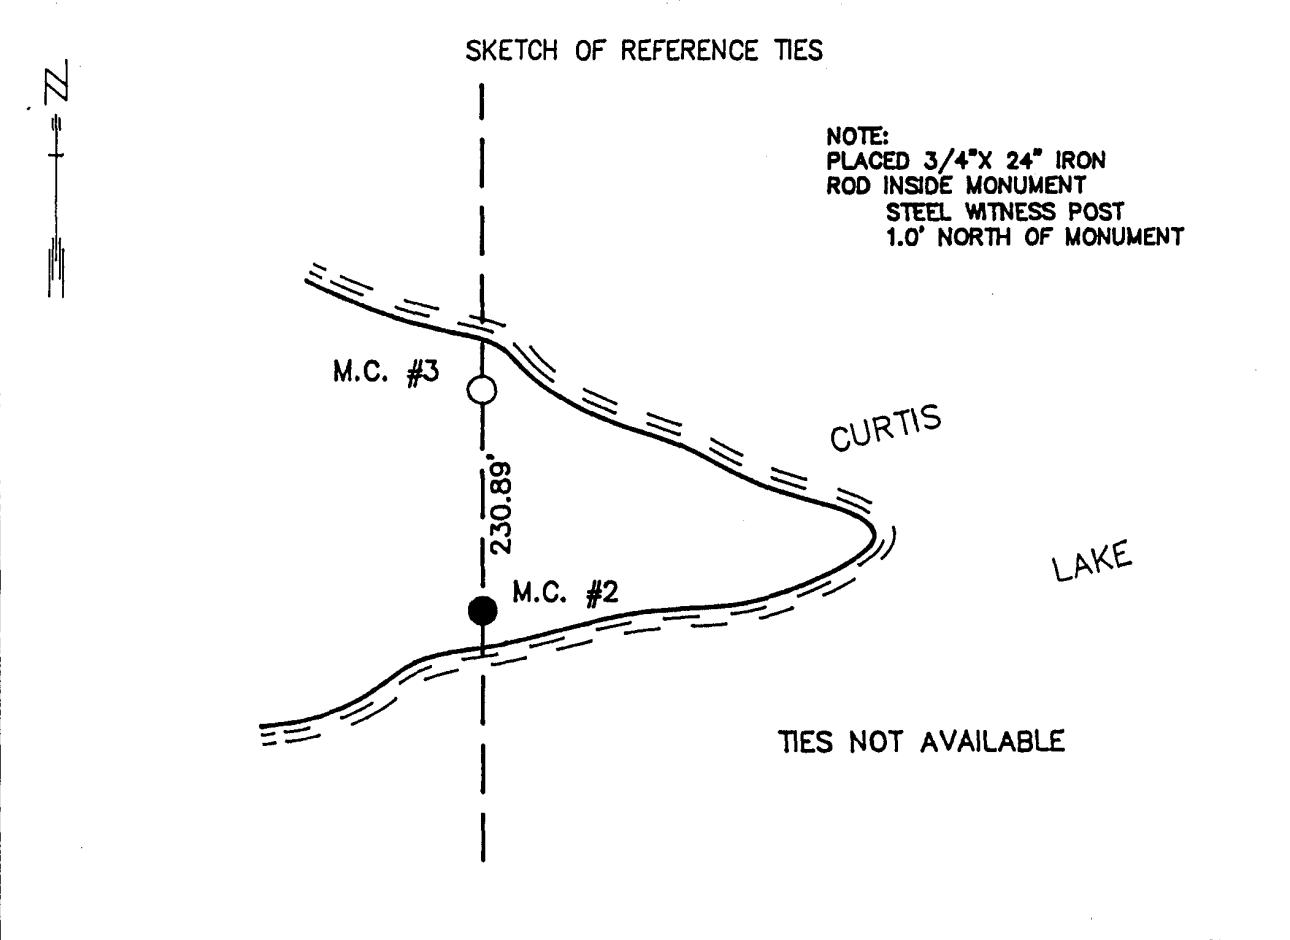 SKETCH OF REFERENCE TIES
N
NOTE:
PLACED 3/4"X 24" IRON
ROD INSIDE MONUMENT
STEEL WITNESS POST
1.0' NORTH OF MONUMENT
M.C. #3
CURTIS
230.89'
LAKE
M.C. #2
TIES NOT AVAILABLE